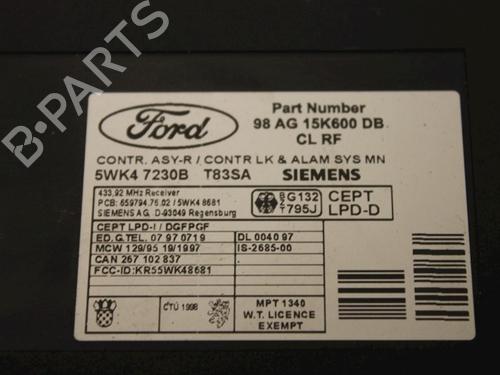 B-PARTS
Ford
Part Number
98 AG 15K600 DB
CL RF
CONTR. ASY-R / CONTR LK & ALAM SYS MN
5WK4 7230B T83SA SIEMENS
433,92 MHz Receiver
PCB: 659794.75.02 / 5WK4 8681
SIEMENS AG, D-93049 Regensburg
BZT G132 795J
CEPT
LPD-D
CEPT LPD-I / DGFPGF
ED.G.TEL. 07 97 0719
DL 004097
MCW 129/95 19/1997
IS-2685-00
CAN 267 102 837
FCC-ID:KR55WK48681
ČTÚ 1998
MPT 1340
W.T. LICENCE
EXEMPT